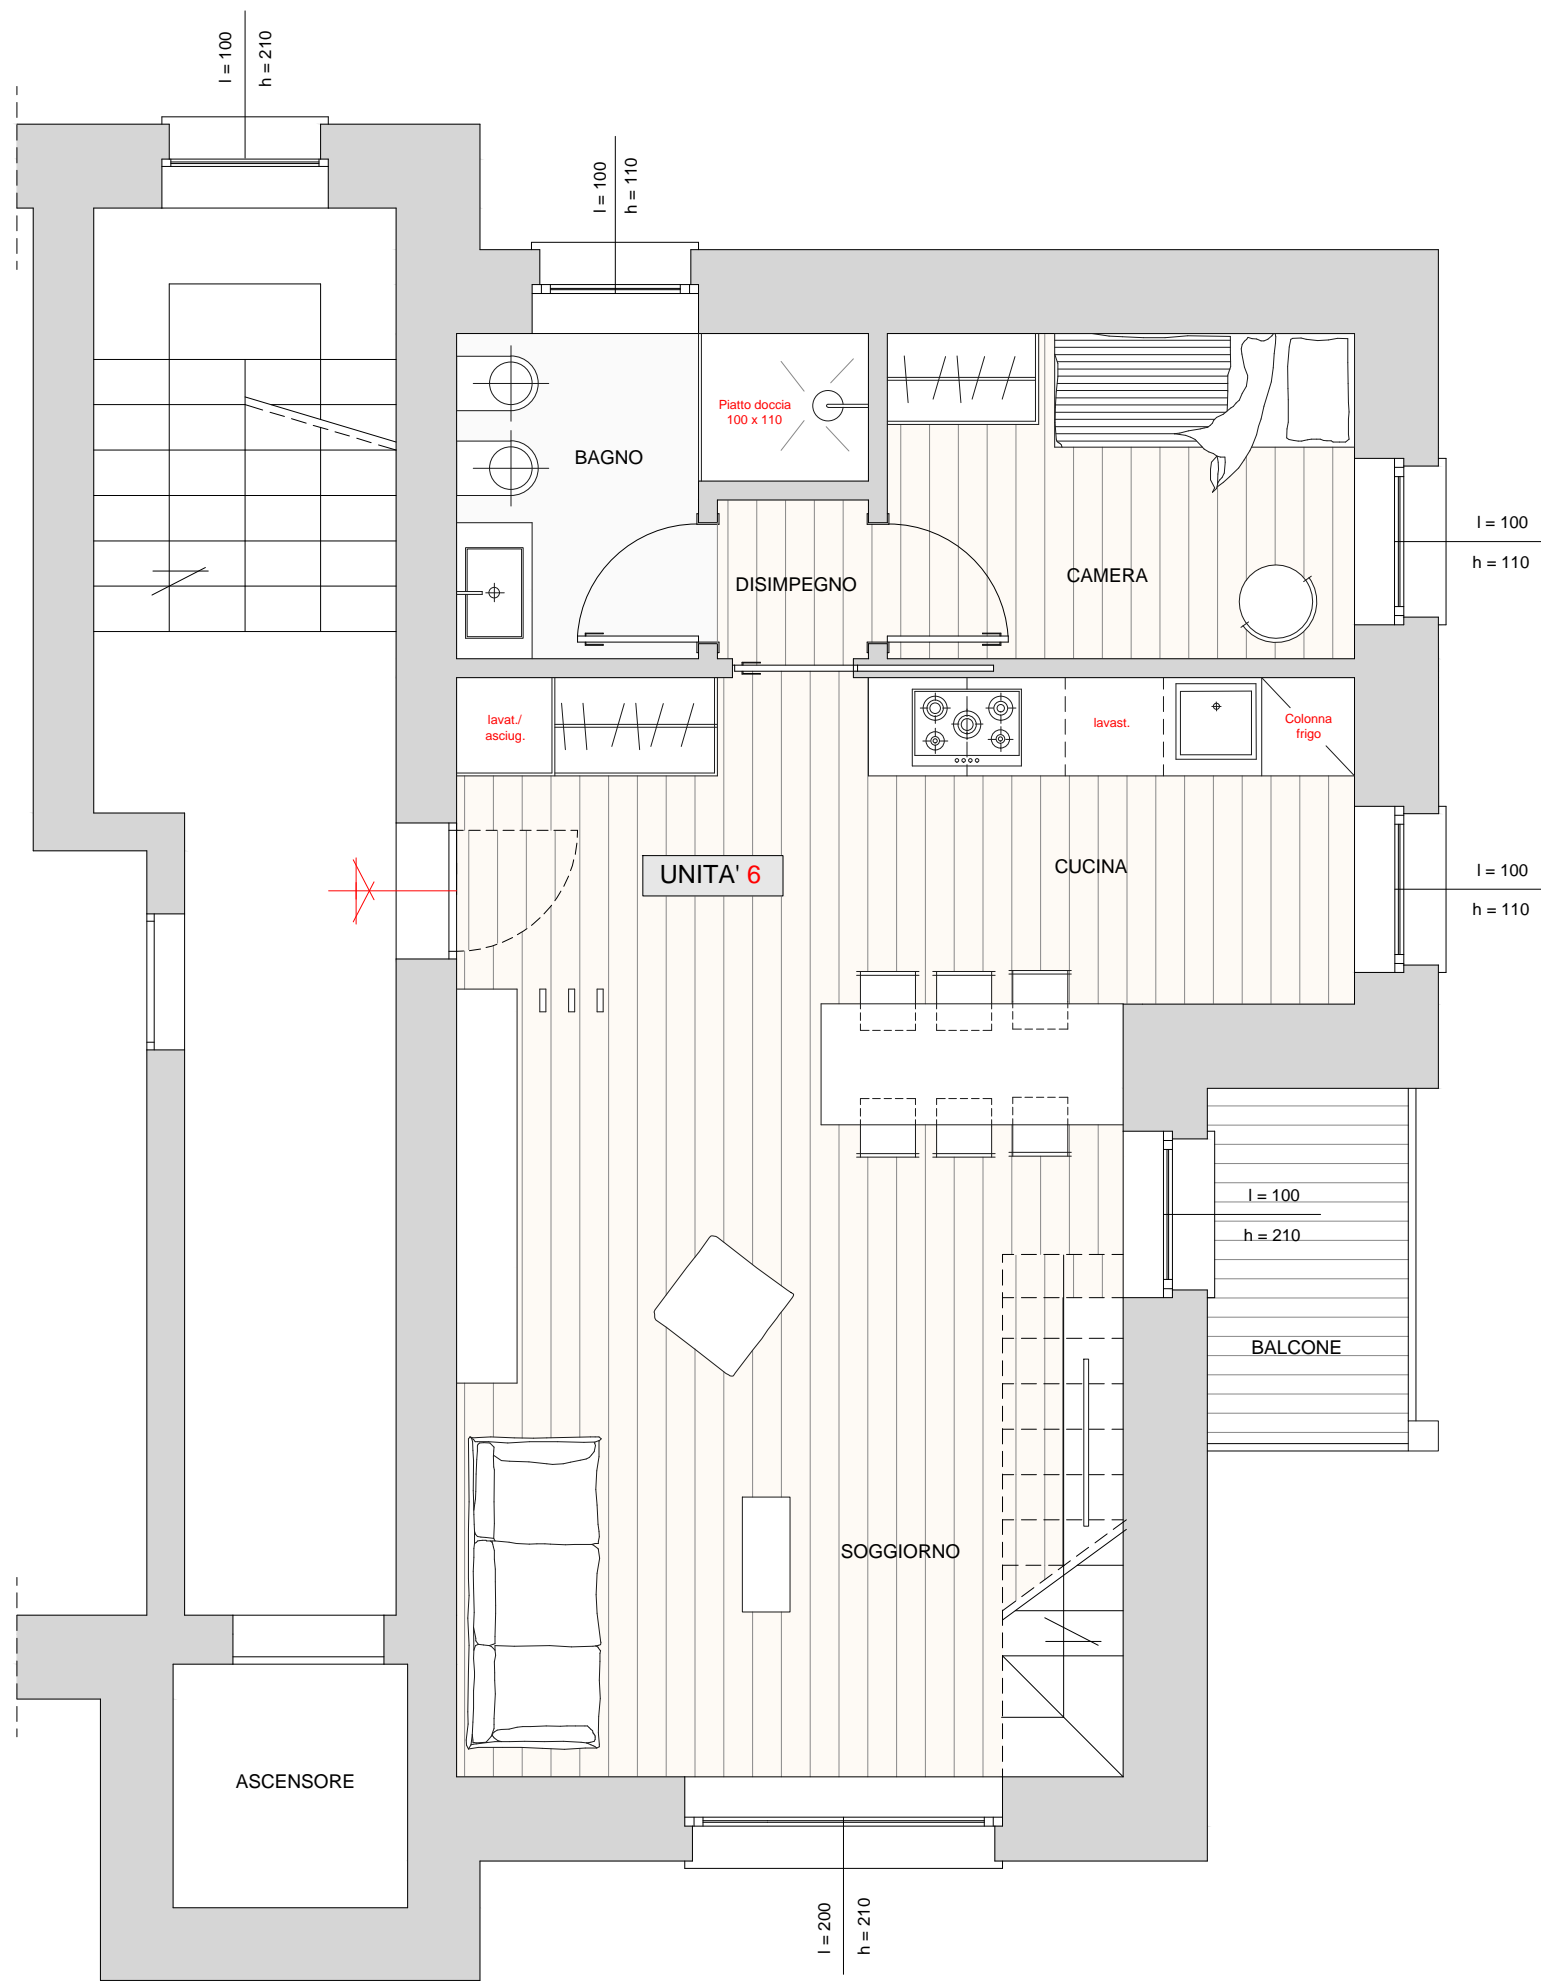 l = 100
h = 210
l = 100
h = 110
Piatto doccia
100 x 110
BAGNO
l = 100
h = 110
DISIMPEGNO
CAMERA
lavat./
asciug.
lavast.
Colonna
frigo
UNITA' 6
CUCINA
l = 100
h = 110
l = 100
h = 210
BALCONE
SOGGIORNO
ASCENSORE
l = 200
h = 210